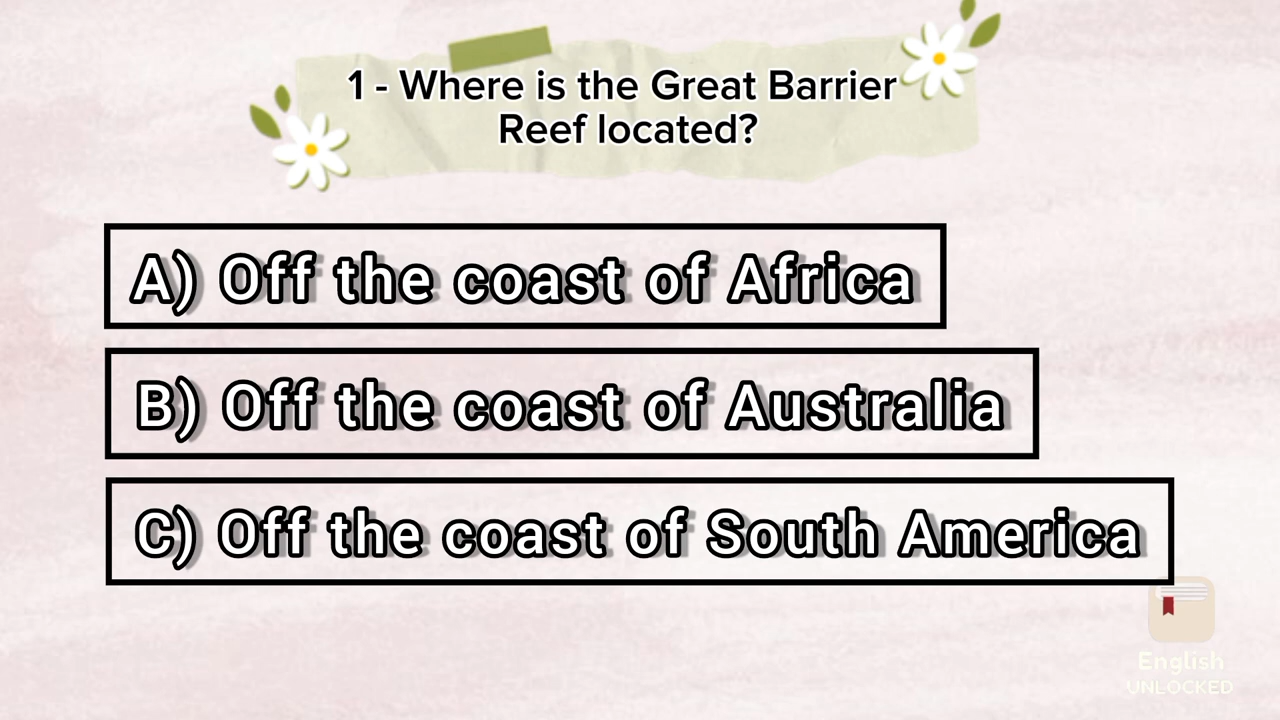 1 - Where is the Great Barrier
Reef located?
A) Off the coast of Africa
B) Off the coast of Australia
C) Off the coast of South America
English
UNLOCKED